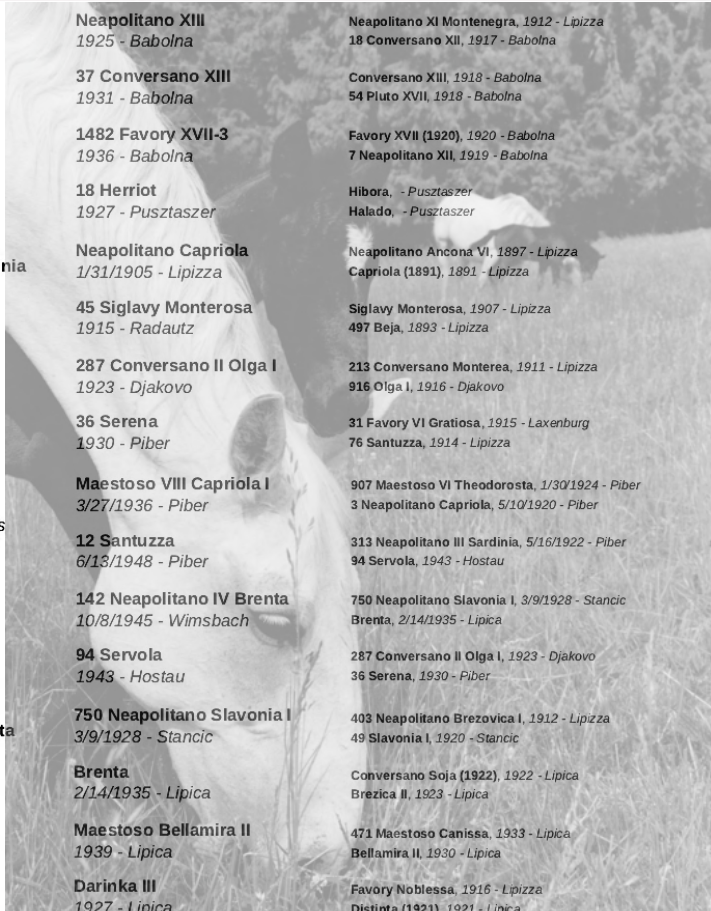 Neapolitano XIII
1925 - Babolna
Neapolitano XI Montenegra, 1912 - Lipizza
18 Conversano XII, 1917 - Babolna
37 Conversano XIII
1931 - Babolna
Conversano XIII, 1918 - Babolna
54 Pluto XVII, 1918 - Babolna
1482 Favory XVII-3
1936 - Babolna
Favory XVII (1920), 1920 - Babolna
7 Neapolitano XII, 1919 - Babolna
18 Herriot
1927 - Pusztaszer
Hibora, - Pusztaszer
Halado, - Pusztaszer
nia
Neapolitano Capriola
1/31/1905 - Lipizza
Neapolitano Ancona VI, 1897 - Lipizza
Capriola (1891), 1891 - Lipizza
45 Siglavy Monterosa
1915 - Radautz
Siglavy Monterosa, 1907 - Lipizza
497 Beja, 1893 - Lipizza
287 Conversano II Olga I
1923 - Djakovo
213 Conversano Monterea, 1911 - Lipizza
916 Olga I, 1916 - Djakovo
36 Serena
1930 - Piber
31 Favory VI Gratiosa, 1915 - Laxenburg
76 Santuzza, 1914 - Lipizza
Maestoso VIII Capriola I
3/27/1936 - Piber
907 Maestoso VI Theodorosta, 1/30/1924 - Piber
3 Neapolitano Capriola, 5/10/1920 - Piber
s
12 Santuzza
6/13/1948 - Piber
313 Neapolitano III Sardinia, 5/16/1922 - Piber
94 Servola, 1943 - Hostau
142 Neapolitano IV Brenta
10/8/1945 - Wimsbach
750 Neapolitano Slavonia I, 3/9/1928 - Stancic
Brenta, 2/14/1935 - Lipica
94 Servola
1943 - Hostau
287 Conversano II Olga I, 1923 - Djakovo
36 Serena, 1930 - Piber
ta
750 Neapolitano Slavonia I
3/9/1928 - Stancic
403 Neapolitano Brezovica I, 1912 - Lipizza
49 Slavonia I, 1920 - Stancic
Brenta
2/14/1935 - Lipica
Conversano Soja (1922), 1922 - Lipica
Brezica II, 1923 - Lipica
Maestoso Bellamira II
1939 - Lipica
471 Maestoso Canissa, 1933 - Lipica
Bellamira II, 1930 - Lipica
Darinka III
1927 - Lipica
Favory Noblessa, 1916 - Lipizza
Distinta (1921), 1921 - Lipica